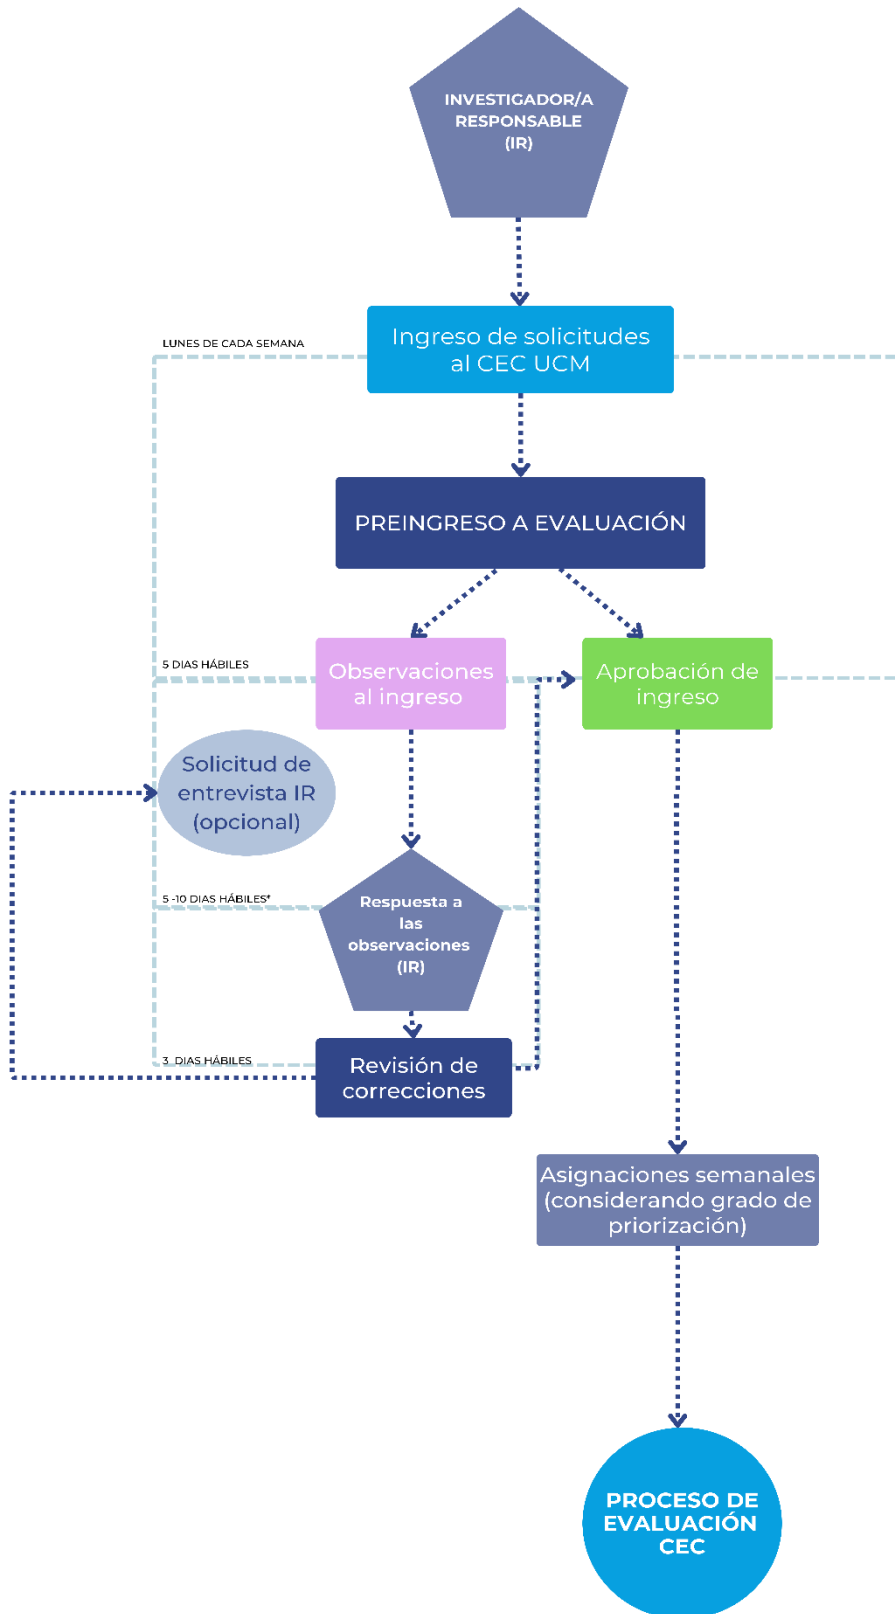 INVESTIGADOR/A
RESPONSABLE
(IR)
LUNES DE CADA SEMANA
Ingreso de solicitudes
al CEC UCM
PREINGRESO A EVALUACIÓN
5 DIAS HÁBILES
Observaciones
al ingreso
Aprobación de
ingreso
Solicitud de
entrevista IR
(opcional)
5 -10 DIAS HÁBILES*
Respuesta a
las
observaciones
(IR)
3 DIAS HÁBILES
Revisión de
correcciones
Asignaciones semanales
(considerando grado de
priorización)
PROCESO DE
EVALUACIÓN
CEC